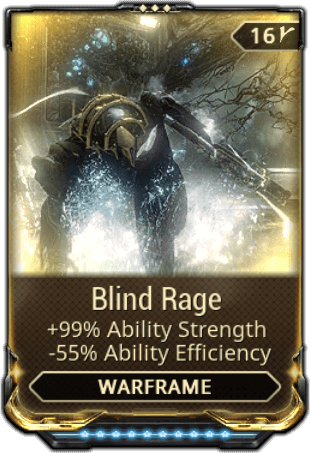 16
Blind Rage
+99% Ability Strength
-55% Ability Efficiency
WARFRAME